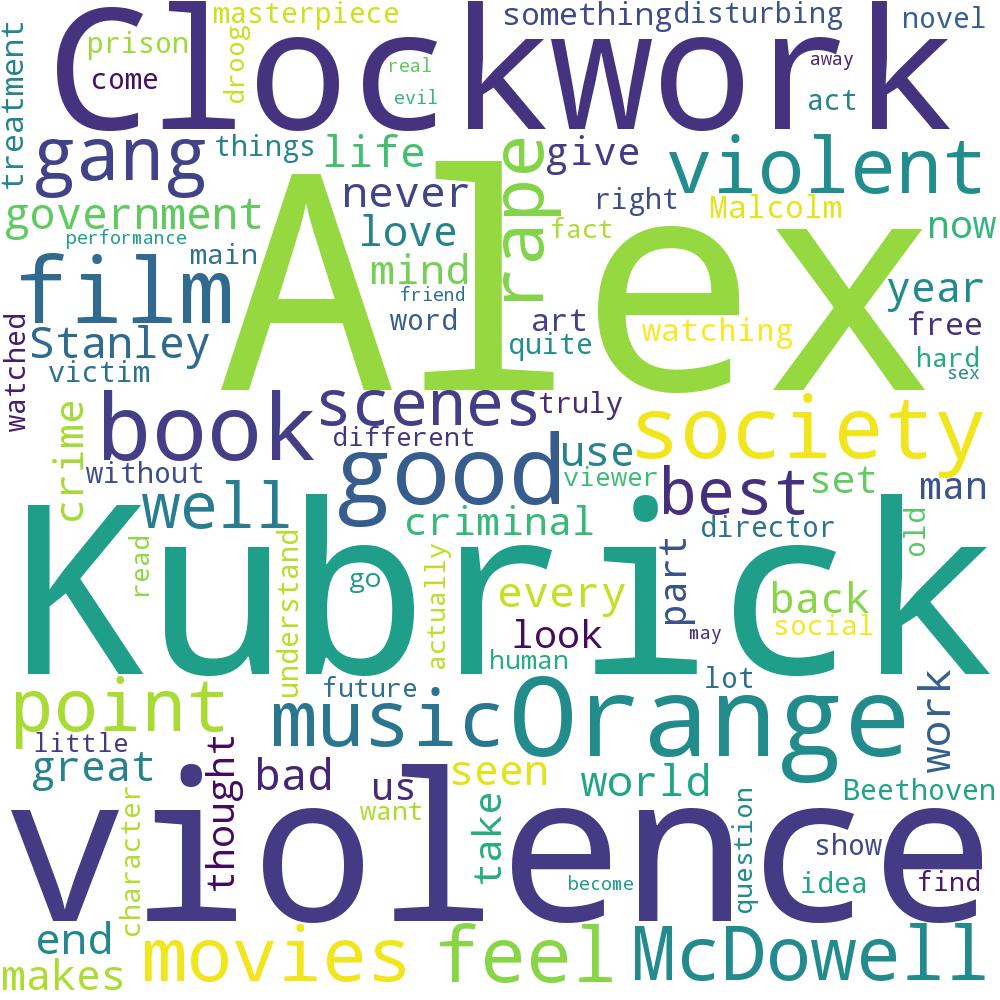 masterpiece
something
disturbing
novel
Clockwork
prison
come
droog
real
evil
away
act
treatment
gang
things
life
rape
give
violent
government
never
right
Malcolm
now
performance
main
love
fact
film
mind
friend
Alex
year
Stanley
word
art
watching
free
quite
hard
victim
sex
watched
book
scenes
truly
society
crime
different
without
good
use
viewer
best
set
man
well
criminal
director
old
Kubrick
read
understand
go
actually
every
part
back
look
social
may
human
point
future
lot
music
Orange
work
little
great
thought
bad
us
seen
world
Beethoven
want
violence
character
take
become
question
show
idea
find
end
movies
feel
McDowell
makes